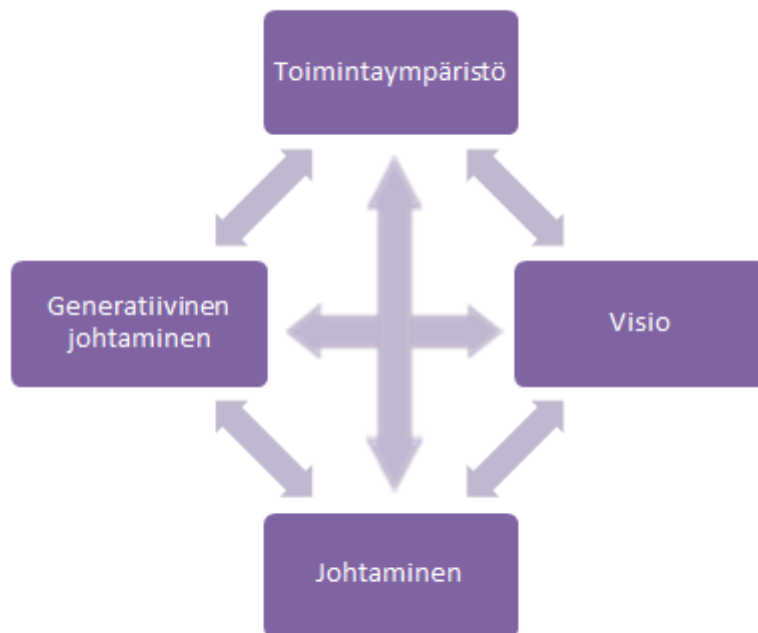 Toimintaympäristö
Generatiivinen
johtaminen
Visio
Johtaminen